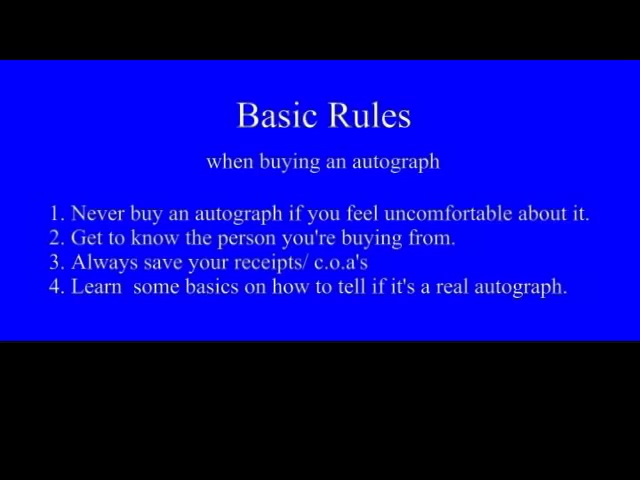 Basic Rules
when buying an autograph
1. Never buy an autograph if you feel uncomfortable about it.
2. Get to know the person you're buying from.
3. Always save your receipts/ c.o.a's
4. Learn  some basics on how to tell if it's a real autograph.